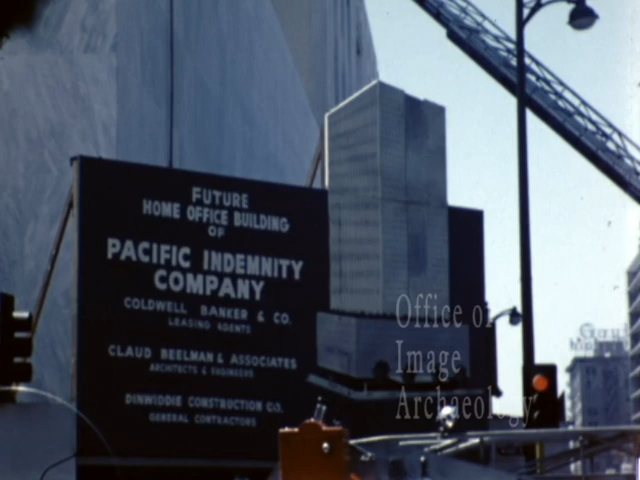 FUTURE
HOME OFFICE BUILDING
OF
PACIFIC INDEMNITY
COMPANY
COLDWELL BANKER & CO.
LEASING AGENTS
CLAUD BEELMAN & ASSOCIATES
ARCHITECTS & ENGINEERS
DINWIDDIE CONSTRUCTION CO.
GENERAL CONTRACTORS
Office of
Image
Archaeology